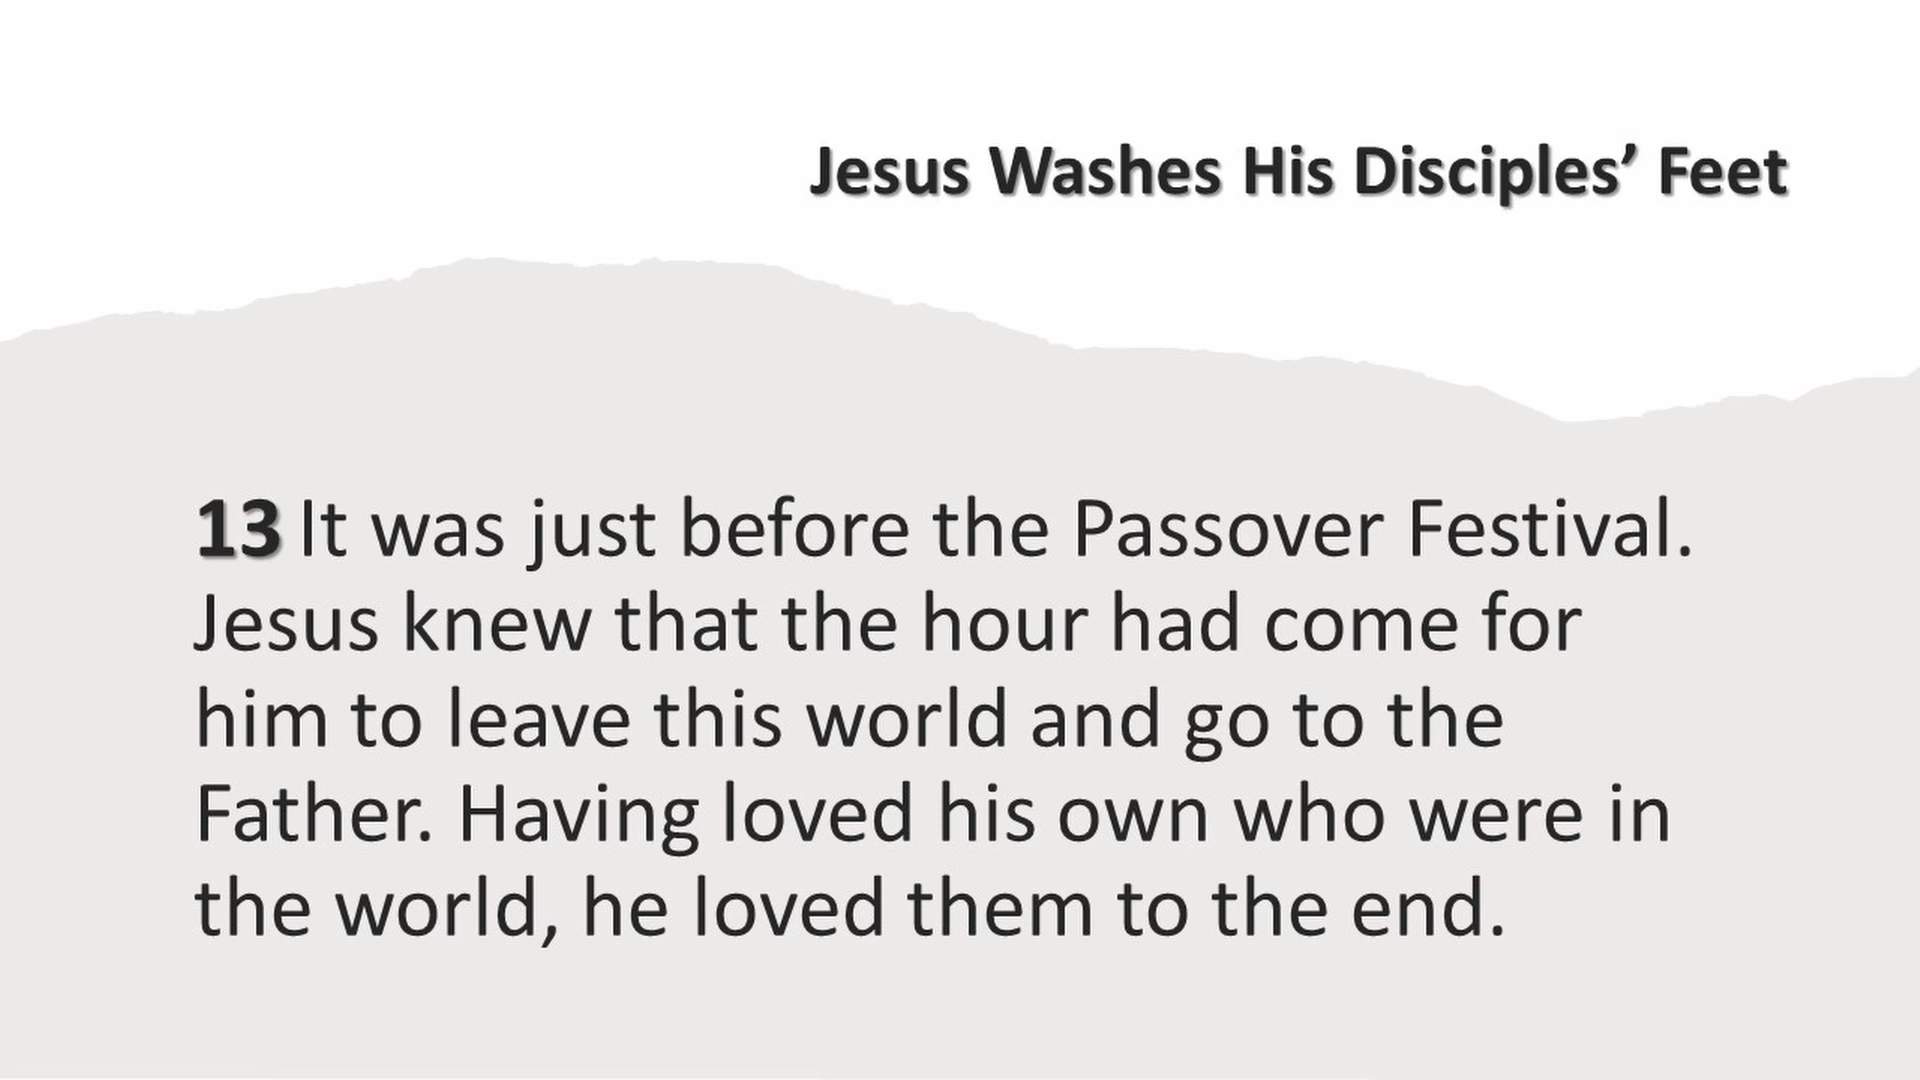 Jesus Washes His Disciples’ Feet
13 It was just before the Passover Festival.
Jesus knew that the hour had come for
him to leave this world and go to the
Father. Having loved his own who were in
the world, he loved them to the end.